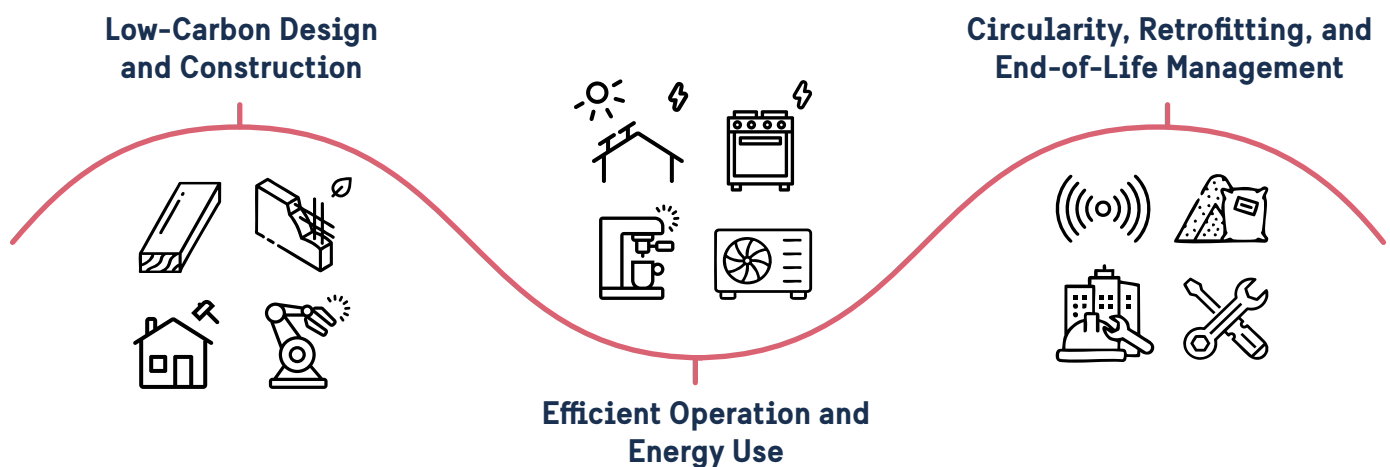 Low-Carbon Design
and Construction
Circularity, Retrofitting, and
End-of-Life Management
Efficient Operation and
Energy Use